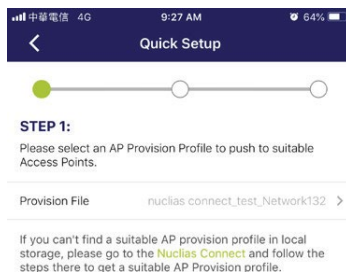 中華電信 4G 9:27 AM 64%
Quick Setup
STEP 1:
Please select an AP Provision Profile to push to suitable
Access Points.
Provision File nuclias connect_test_Network132
If you can't find a suitable AP provision profile in local
storage, please go to the Nuclias Connect and follow the
steps there to get a suitable AP Provision profile.